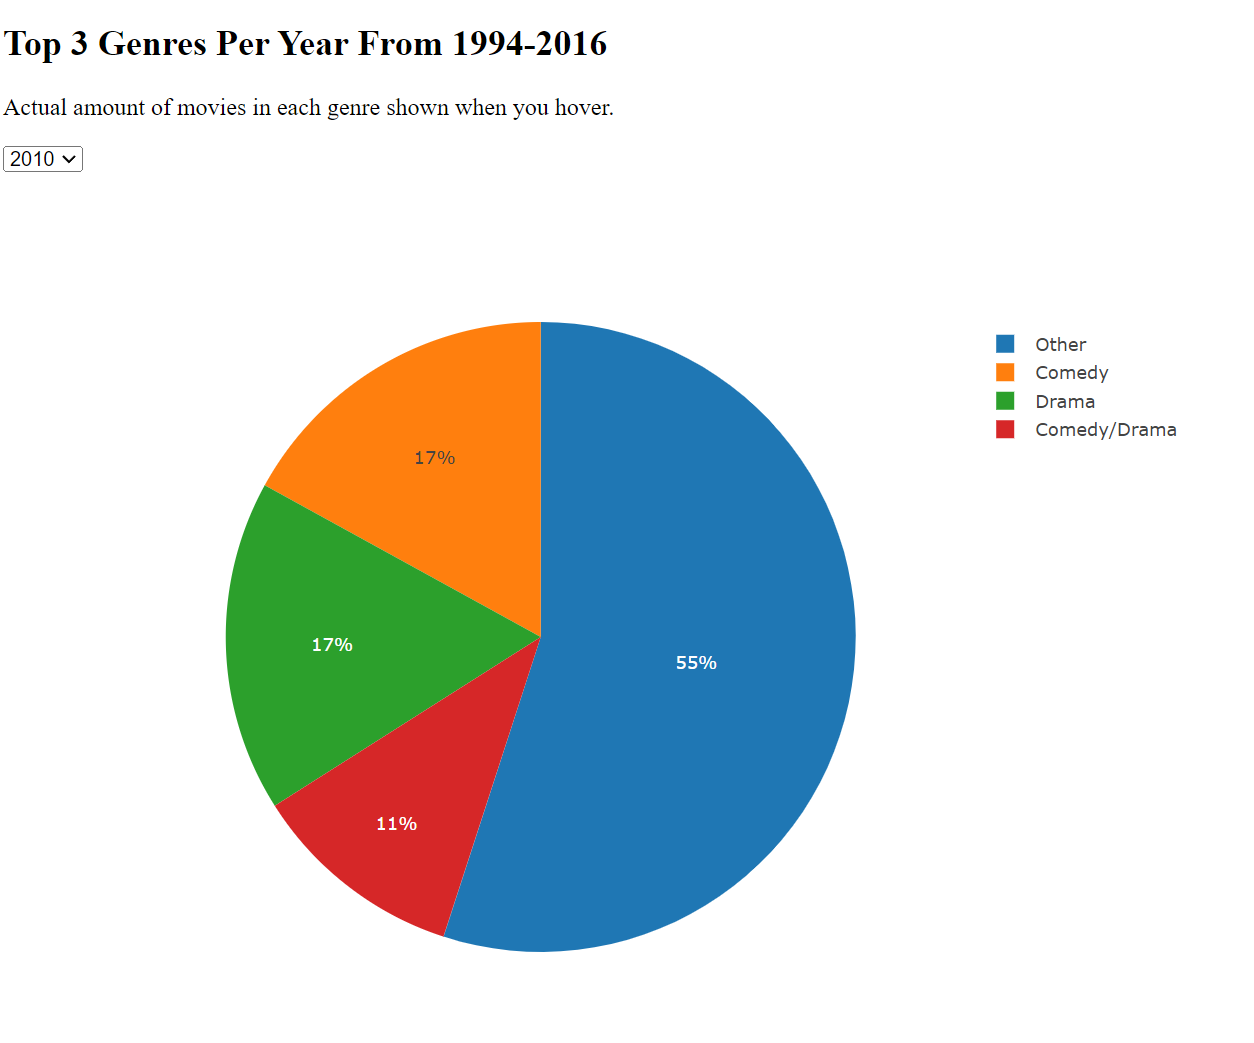 Top 3 Genres Per Year From 1994-2016
Actual amount of movies in each genre shown when you hover.
2010
Other
Comedy
Drama
Comedy/Drama
17%
17%
55%
11%